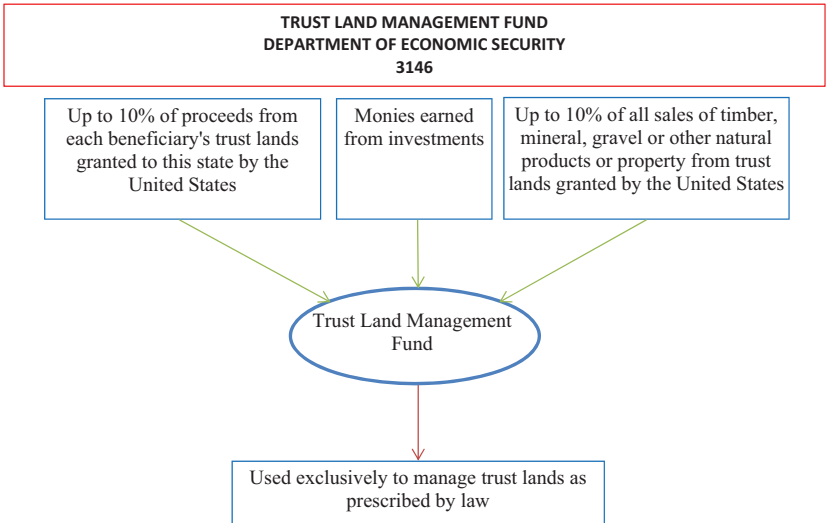 TRUST LAND MANAGEMENT FUND
DEPARTMENT OF ECONOMIC SECURITY
3146
Up to 10% of proceeds from
each beneficiary's trust lands
granted to this state by the
United States
Monies earned
from investments
Up to 10% of all sales of timber,
mineral, gravel or other natural
products or property from trust
lands granted by the United States
Trust Land Management
Fund
Used exclusively to manage trust lands as
prescribed by law